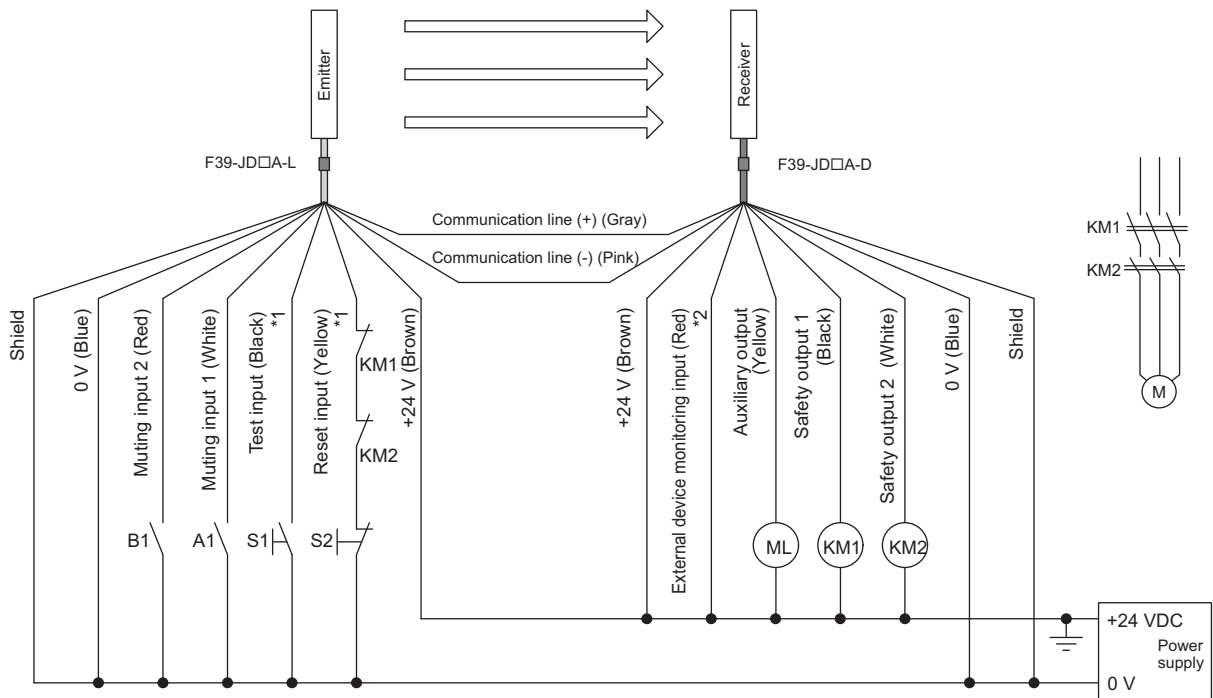 Emitter
Receiver
F39-JD□A-L
F39-JD□A-D
Communication line (+) (Gray)
Communication line (-) (Pink)
Shield
0 V (Blue)
Muting input 2 (Red)
Muting input 1 (White)
Test input (Black)
*1
Reset input (Yellow)
*1
KM1
KM2
+24 V (Brown)
B1
A1
S1
S2
+24 V (Brown)
External device monitoring input (Red)
*2
Auxiliary output
(Yellow)
Safety output 1
(Black)
Safety output 2 (White)
0 V (Blue)
Shield
ML
KM1
KM2
KM1
KM2
M
+24 VDC
Power
supply
0 V